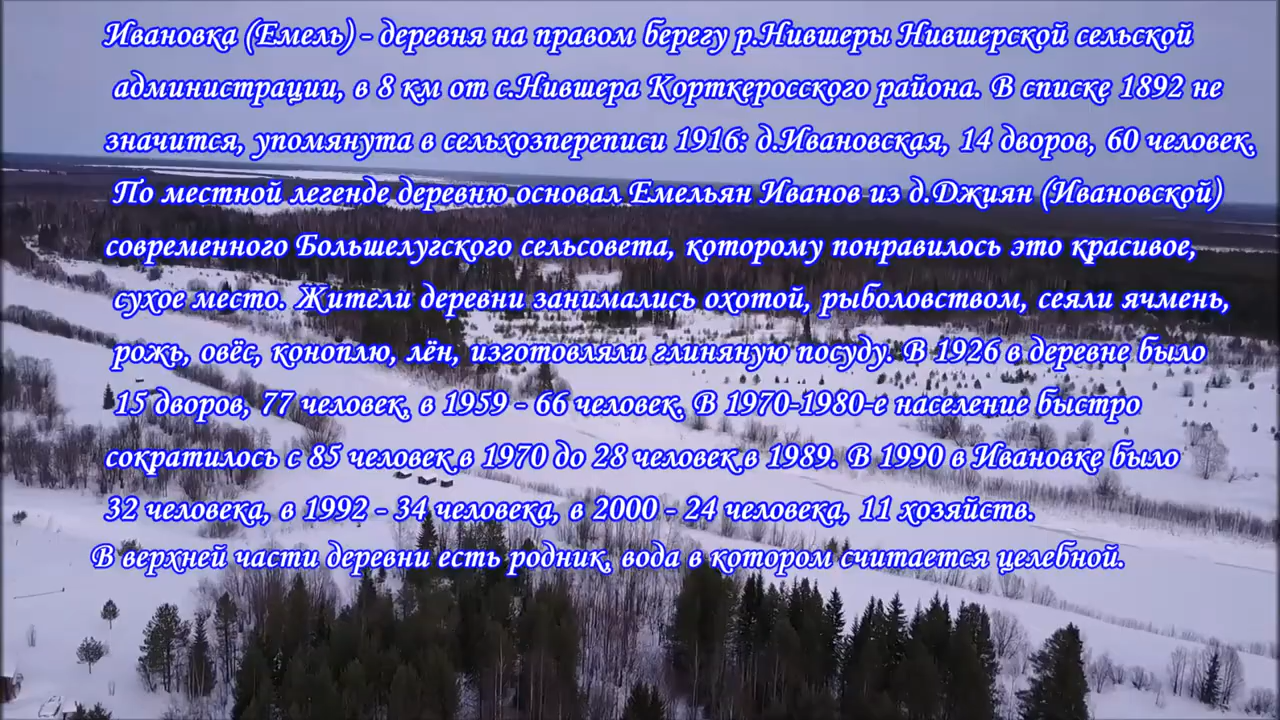 Ивановка (Емель) - деревня на правом берегу р.Нившеры Нившерской сельской
администрации, в 8 км от с.Нившера Корткеросского района. В списке 1892 не
значится, упомянута в сельхозпереписи 1916: д.Ивановская, 14 дворов, 60 человек.
По местной легенде деревню основал Емельян Иванов из д.Джиян (Ивановской)
современного Большелугского сельсовета, которому понравилось это красивое,
сухое место. Жители деревни занимались охотой, рыболовством, сеяли ячмень,
рожь, овёс, коноплю, лён, изготовляли глиняную посуду. В 1926 в деревне было
15 дворов, 77 человек, в 1959 - 66 человек. В 1970-1980-е население быстро
сократилось с 85 человек в 1970 до 28 человек в 1989. В 1990 в Ивановке было
32 человека, в 1992 - 34 человека, в 2000 - 24 человека, 11 хозяйств.
В верхней части деревни есть родник, вода в котором считается целебной.